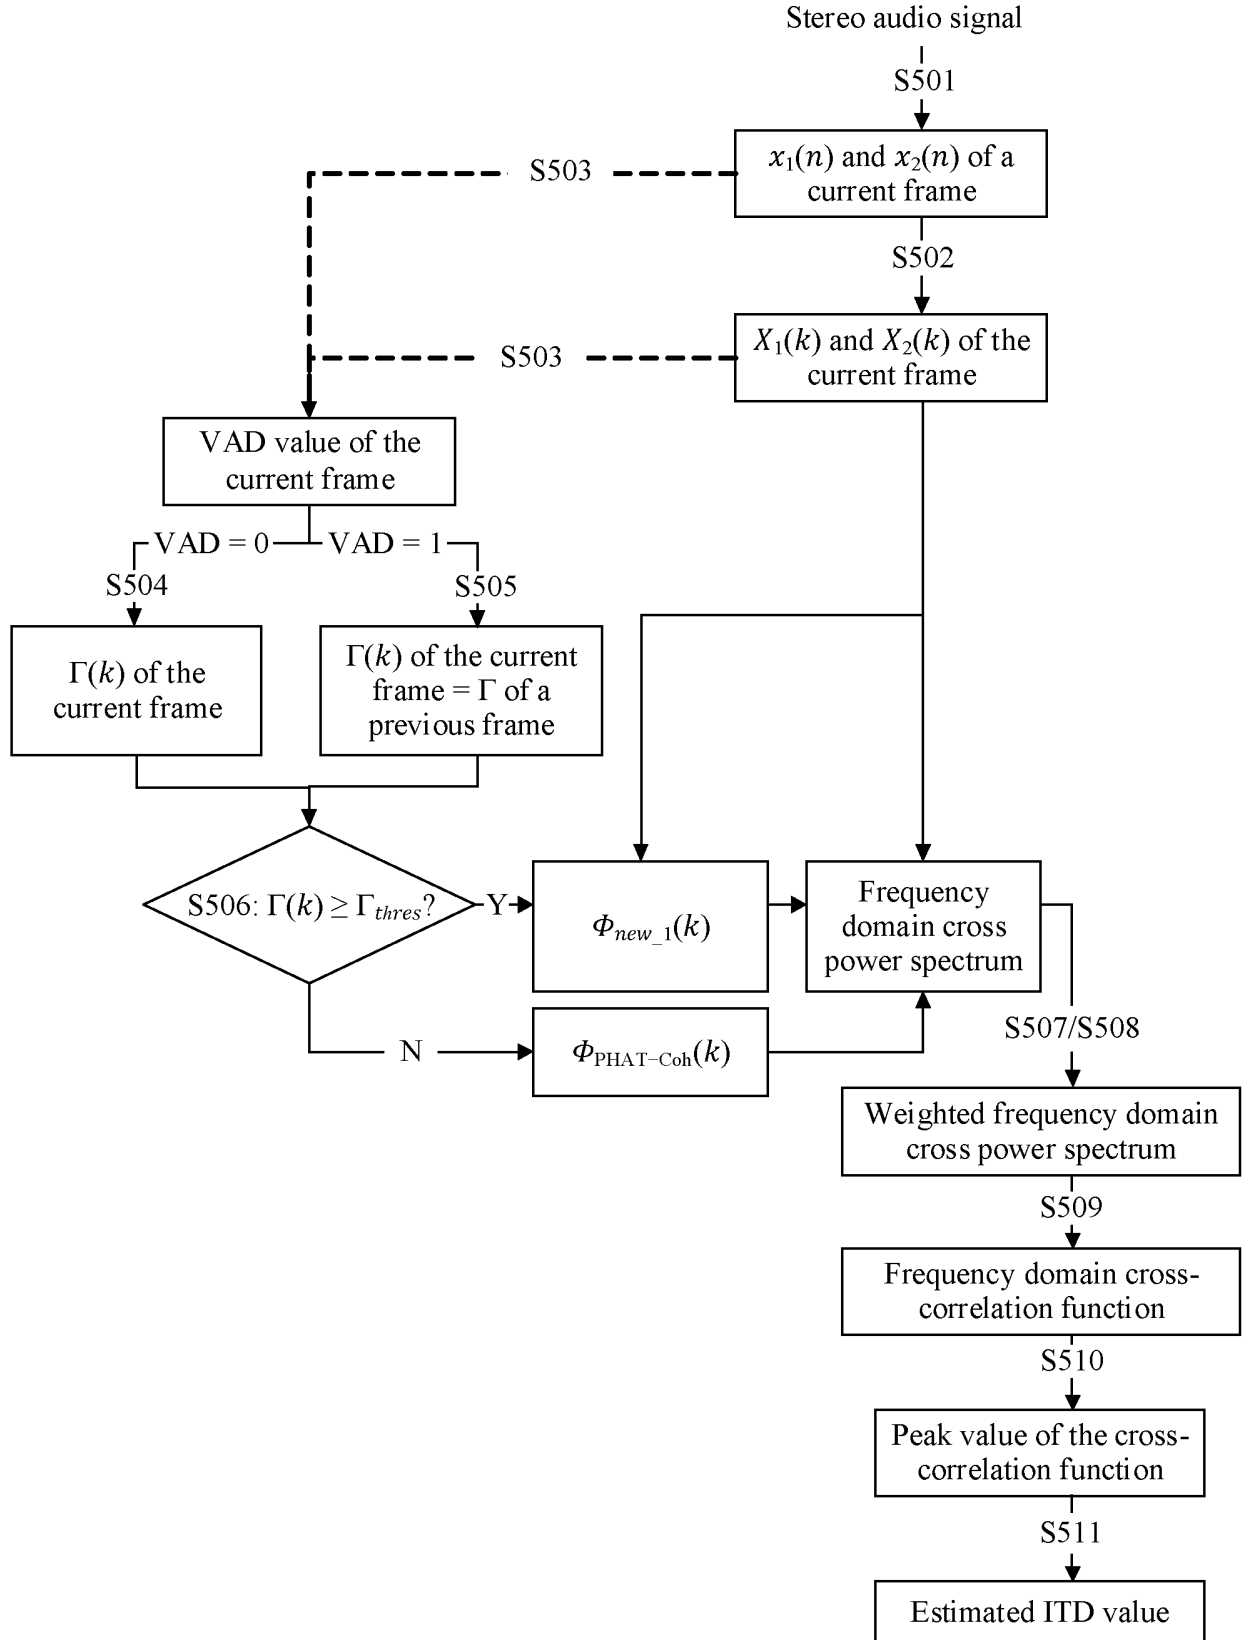 Stereo audio signal
S501
x₁(n) and x₂(n) of a
current frame
S503
S502
X₁(k) and X₂(k) of the
current frame
S503
VAD value of the
current frame
VAD = 0
VAD = 1
S504
S505
Γ(k) of the
current frame
Γ(k) of the current
frame = Γ of a
previous frame
S506: Γ(k) ≥ Γ_thres?
Y
Φ_new_1(k)
Frequency
domain cross
power spectrum
N
Φ_PHAT−Coh(k)
S507/S508
Weighted frequency domain
cross power spectrum
S509
Frequency domain cross-
correlation function
S510
Peak value of the cross-
correlation function
S511
Estimated ITD value